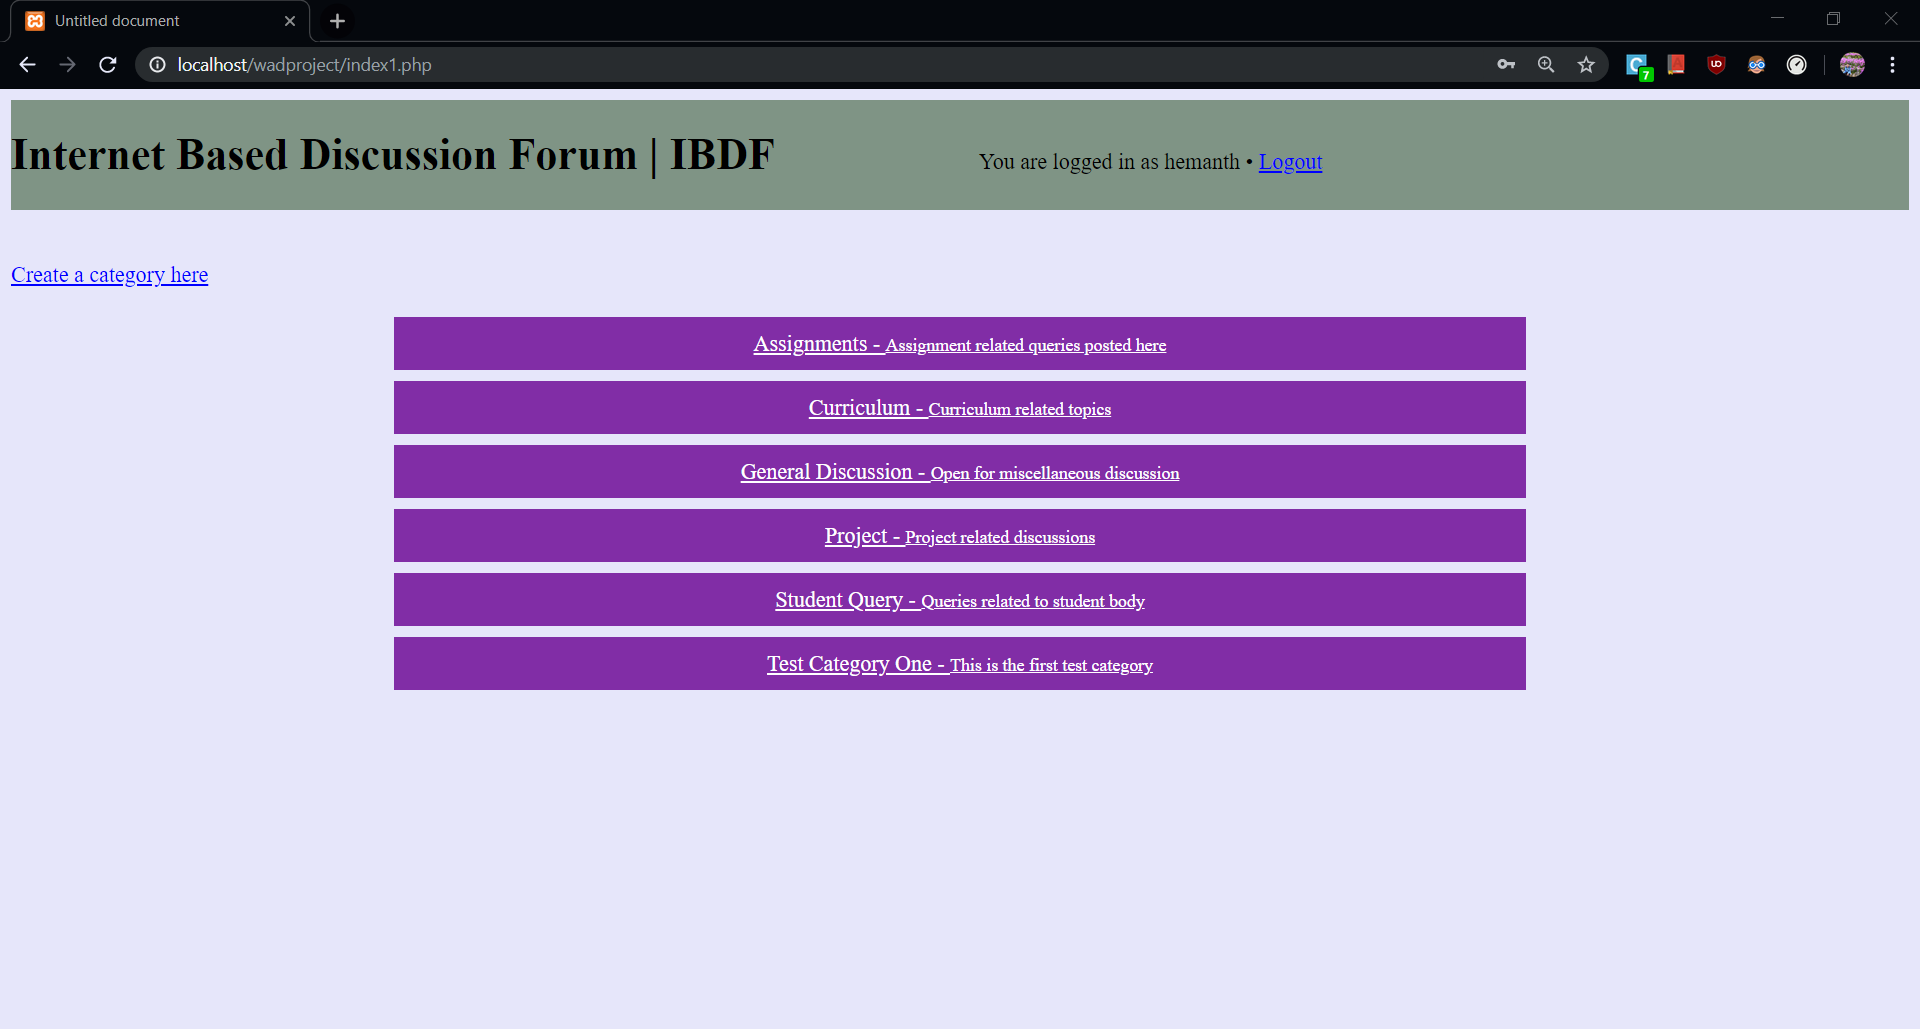 Untitled document
localhost/wadproject/index1.php
7
Internet Based Discussion Forum | IBDF
You are logged in as hemanth • Logout
Create a category here
Assignments - Assignment related queries posted here
Curriculum - Curriculum related topics
General Discussion - Open for miscellaneous discussion
Project - Project related discussions
Student Query - Queries related to student body
Test Category One - This is the first test category